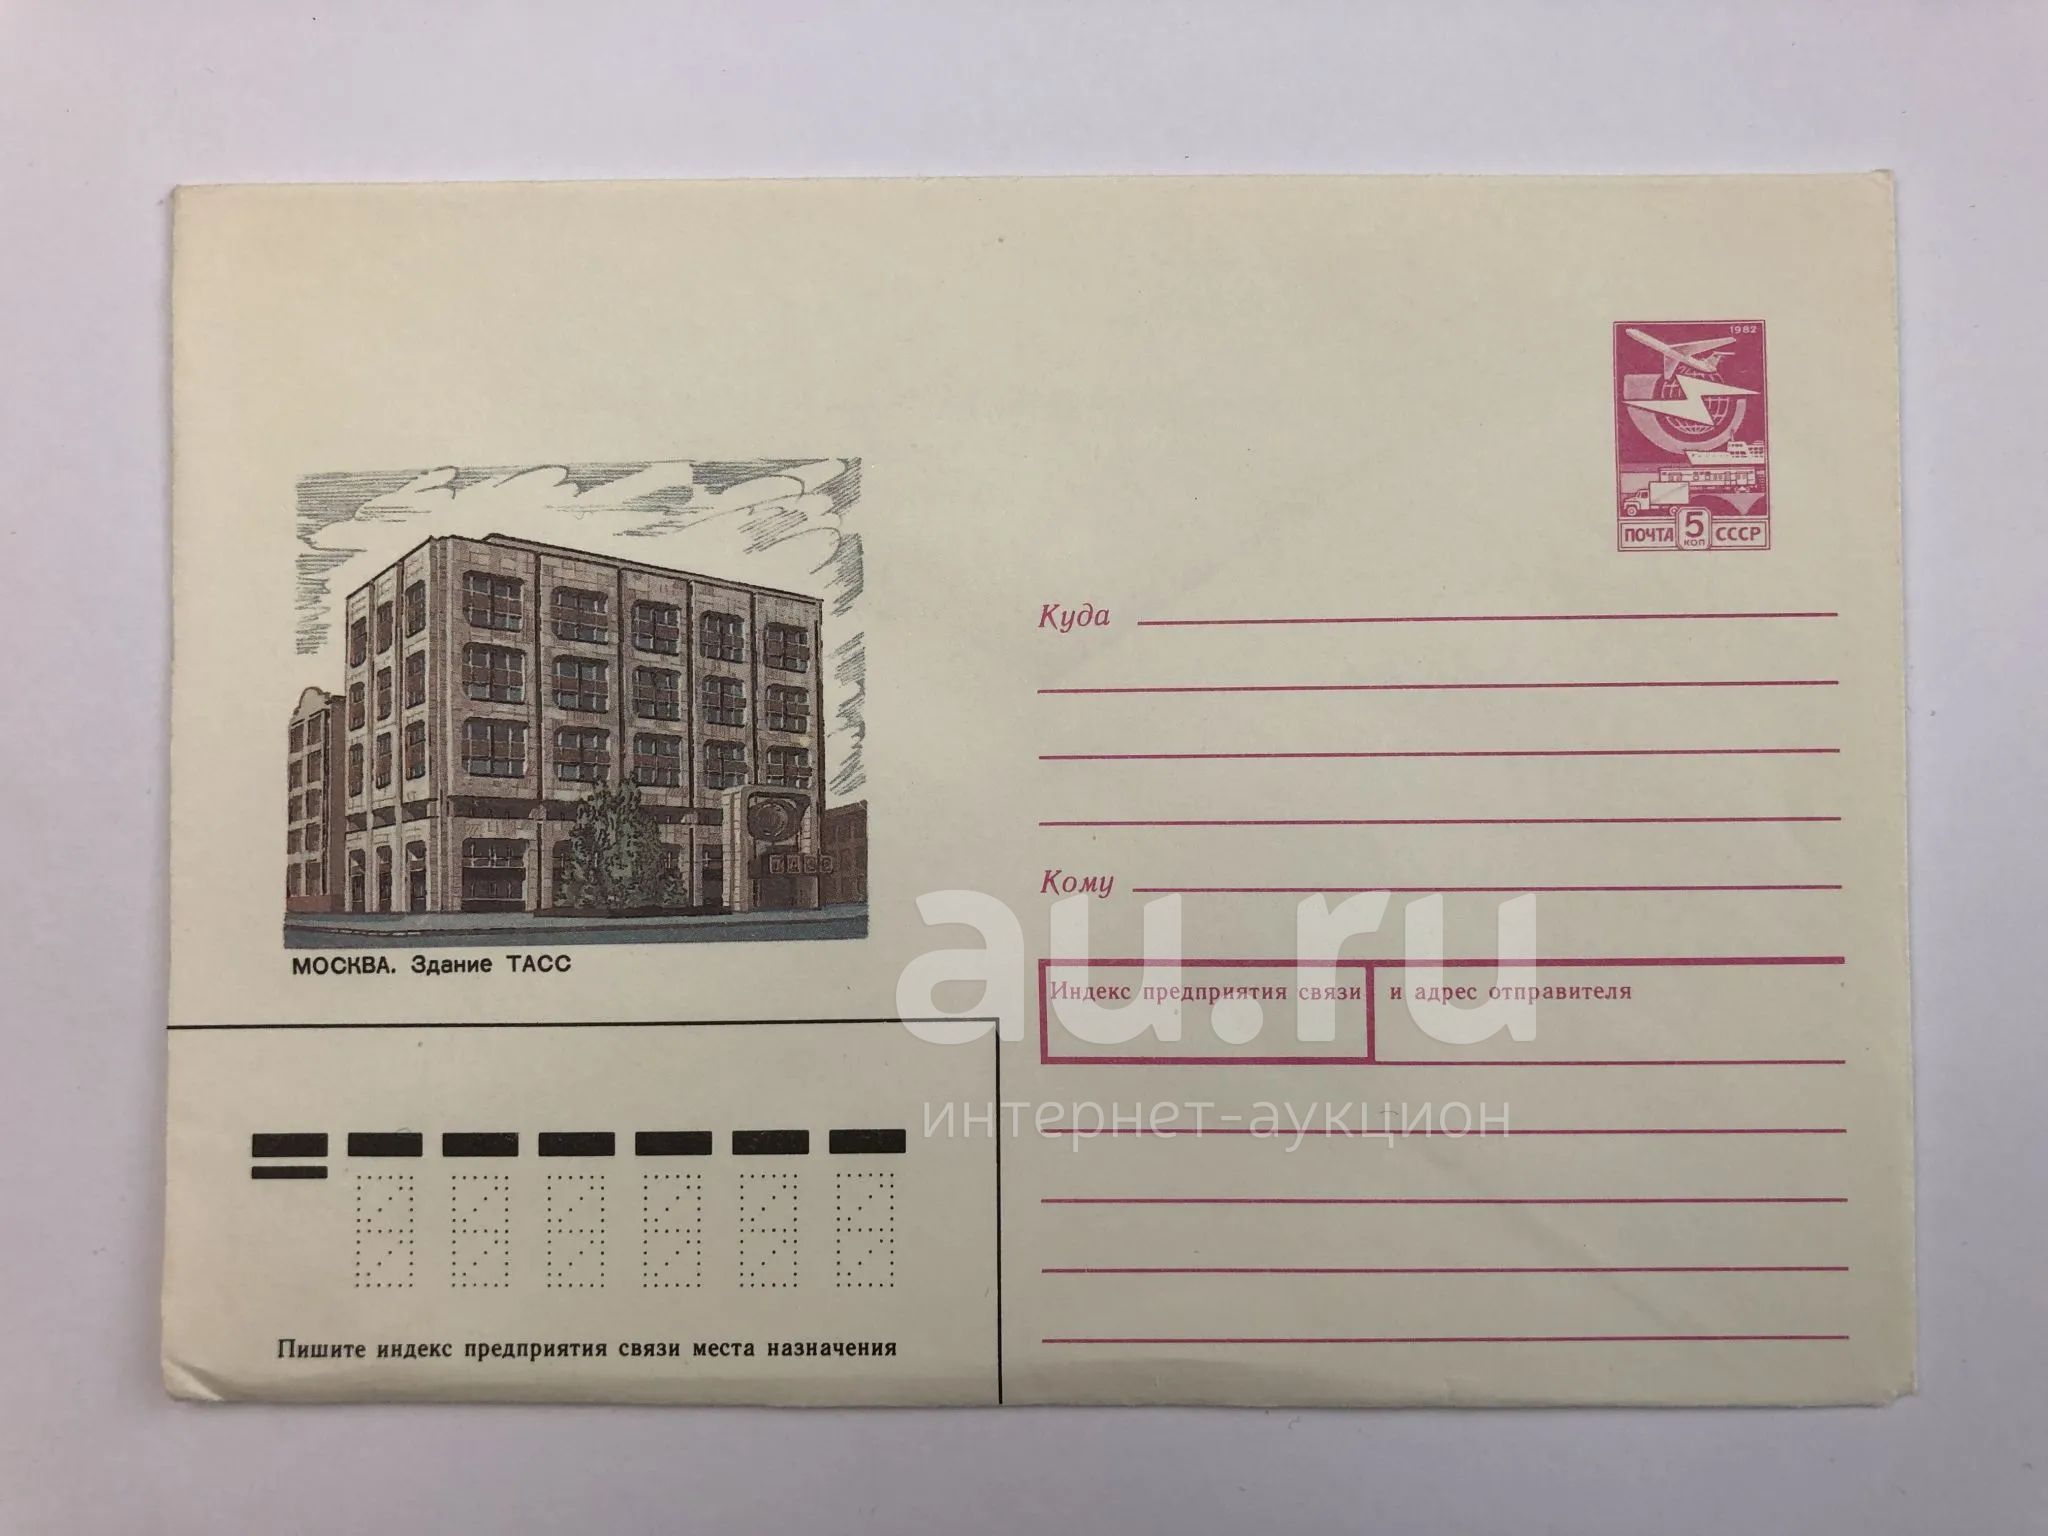 1982
ПОЧТА 5 КОП СССР
Куда
Кому
МОСКВА. Здание ТАСС
Индекс предприятия связи и адрес отправителя
au.ru
интернет-аукцион
Пишите индекс предприятия связи места назначения
ТАСС